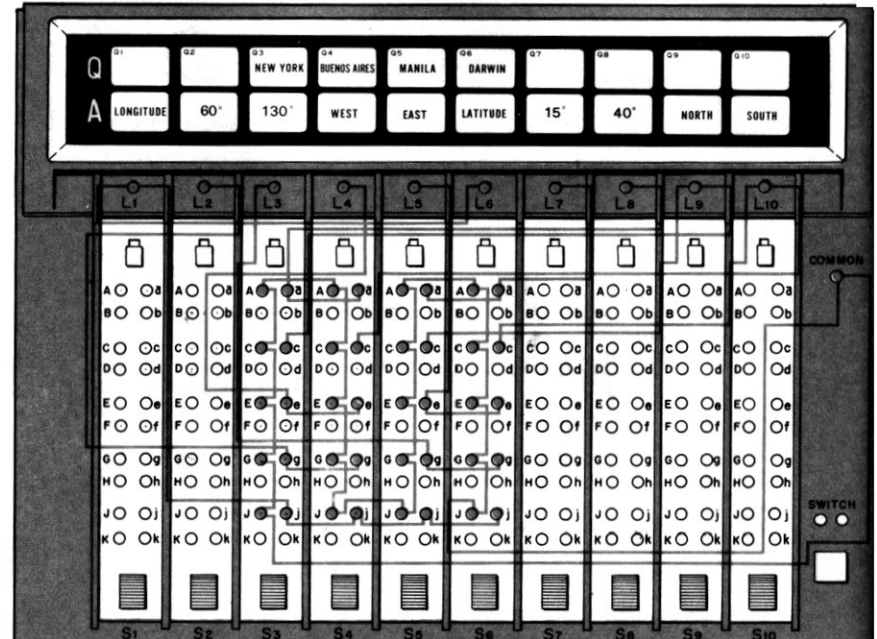 Q1 Q2 Q3 Q4 Q5 Q6 Q7 Q8 Q9 Q10
Q NEW YORK BUENOS AIRES MANILA DARWIN
A LONGITUDE 60° 130° WEST EAST LATITUDE 15° 40° NORTH SOUTH
L1 L2 L3 L4 L5 L6 L7 L8 L9 L10
COMMON
A a A a A a A a A a A a A a A a A a A a
B b B b B b B b B b B b B b B b B b B b
C c C c C c C c C c C c C c C c C c C c
D d D d D d D d D d D d D d D d D d D d
E e E e E e E e E e E e E e E e E e E e
F f F f F f F f F f F f F f F f F f F f
G g G g G g G g G g G g G g G g G g G g
H h H h H h H h H h H h H h H h H h H h
SWITCH
J j J j J j J j J j J j J j J j J j J j
K k K k K k K k K k K k K k K k K k K k
S1 S2 S3 S4 S5 S6 S7 S8 S9 S10